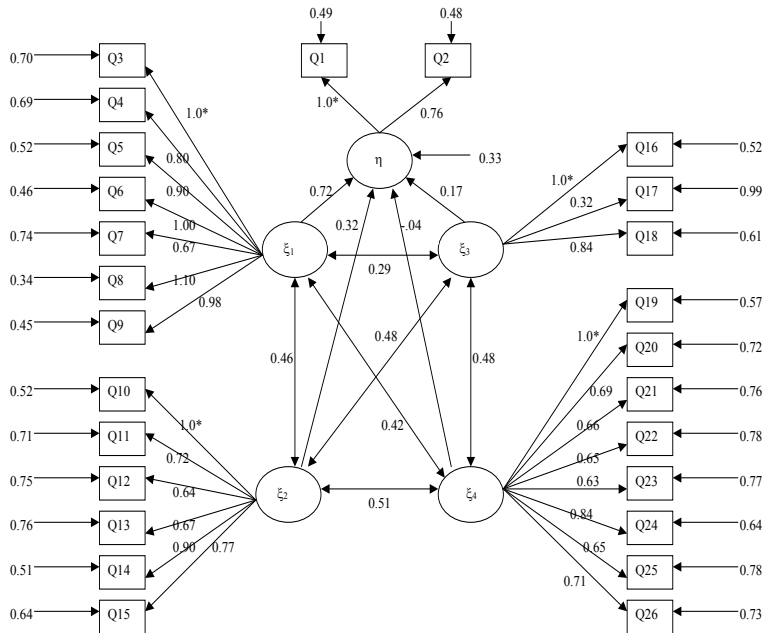 0.49
0.48
Q1
Q2
1.0*
0.76
η
0.33
0.70
Q3
0.69
Q4
0.52
Q5
0.46
Q6
0.74
Q7
0.34
Q8
0.45
Q9
1.0*
0.80
0.90
1.00
0.67
1.10
0.98
0.72
0.17
0.32
-.04
ξ1
ξ3
0.29
1.0*
0.32
0.84
Q16
0.52
Q17
0.99
Q18
0.61
0.46
0.48
0.48
0.42
0.52
Q10
0.71
Q11
0.75
Q12
0.76
Q13
0.51
Q14
0.64
Q15
1.0*
0.72
0.64
0.67
0.90
0.77
ξ2
ξ4
0.51
1.0*
0.69
0.66
0.65
0.63
0.84
0.65
0.71
Q19
0.57
Q20
0.72
Q21
0.76
Q22
0.78
Q23
0.77
Q24
0.64
Q25
0.78
Q26
0.73